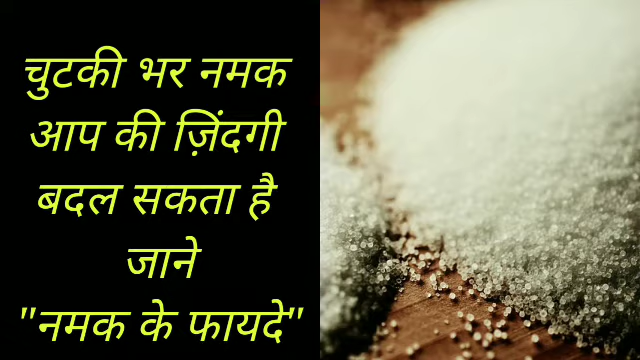 चुटकी भर नमक
आप की ज़िंदगी
बदल सकता है
जाने
"नमक के फायदे"